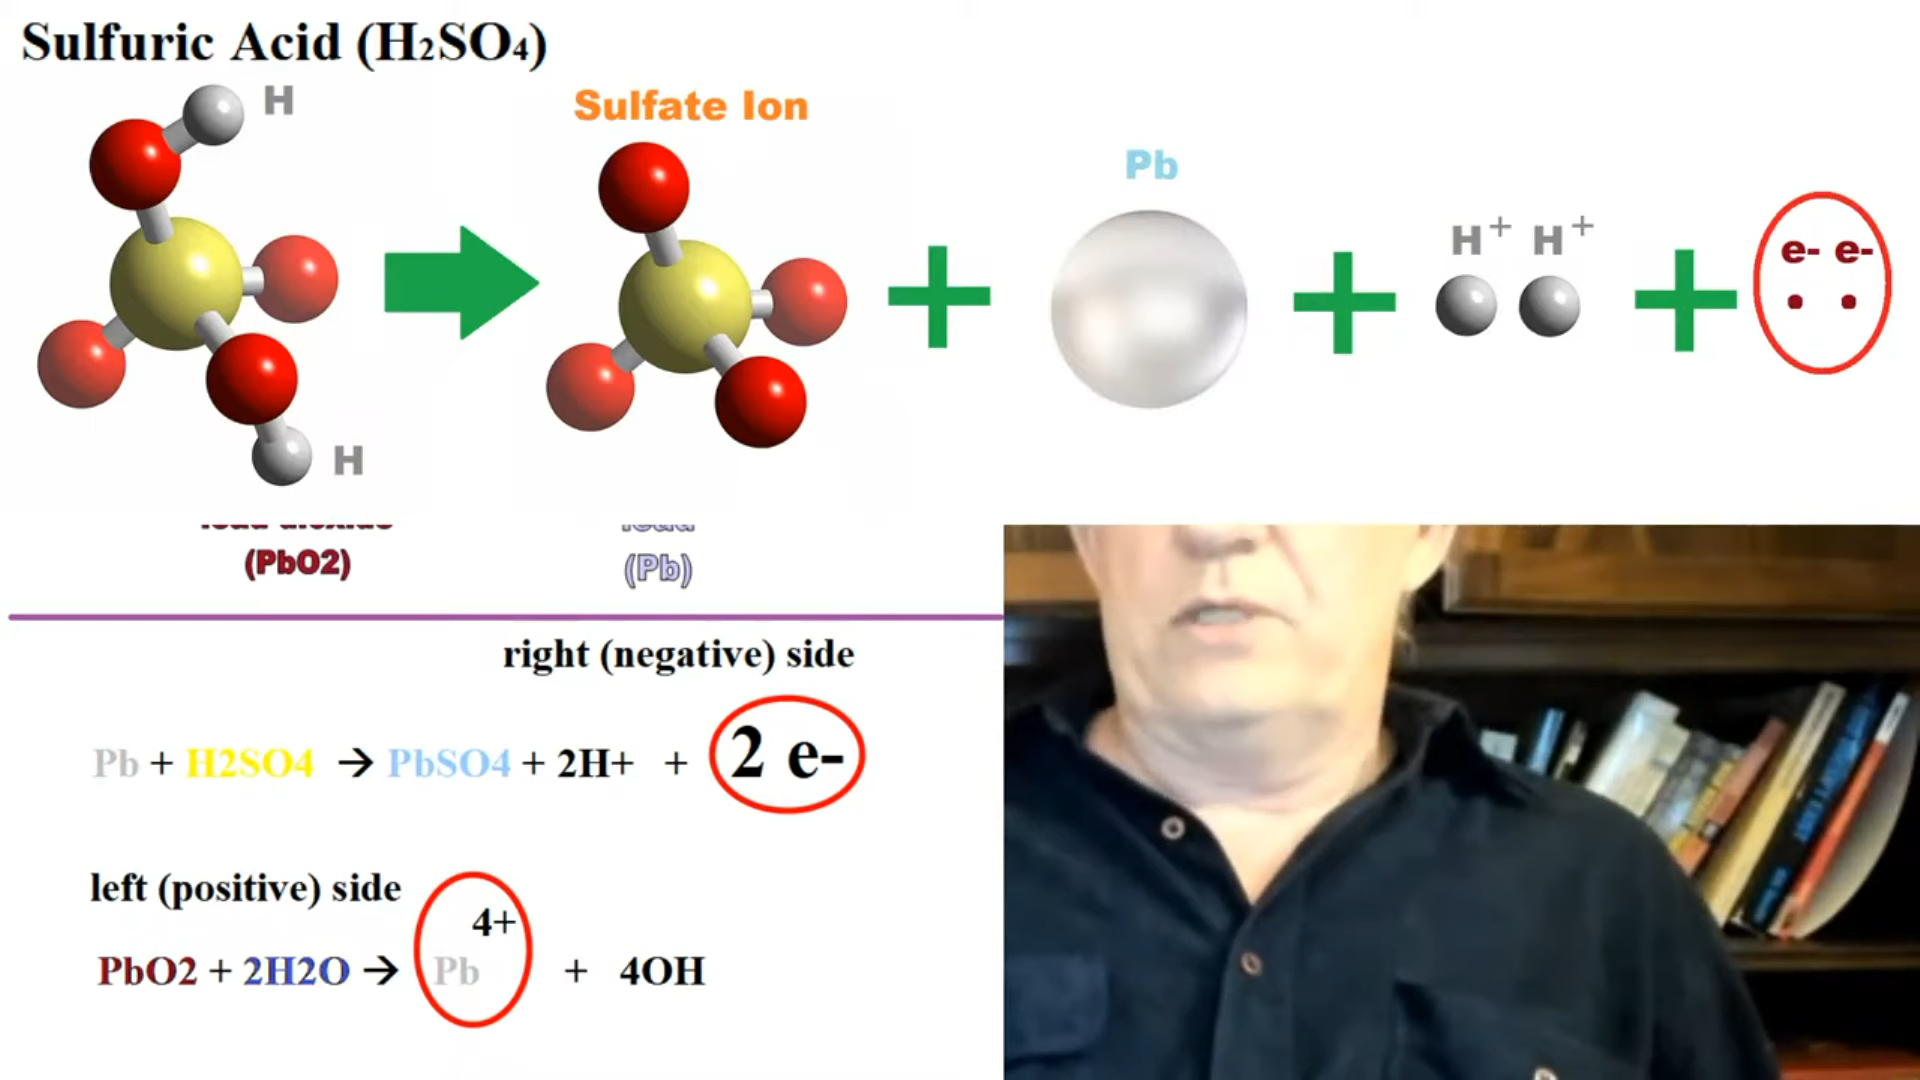 Sulfuric Acid (H2SO4)
H
Sulfate Ion
Pb
H+ H+
e- e-
H
(PbO2)
(Pb)
right (negative) side
Pb + H2SO4 → PbSO4 + 2H+ + 2 e-
left (positive) side
4+
PbO2 + 2H2O → Pb + 4OH